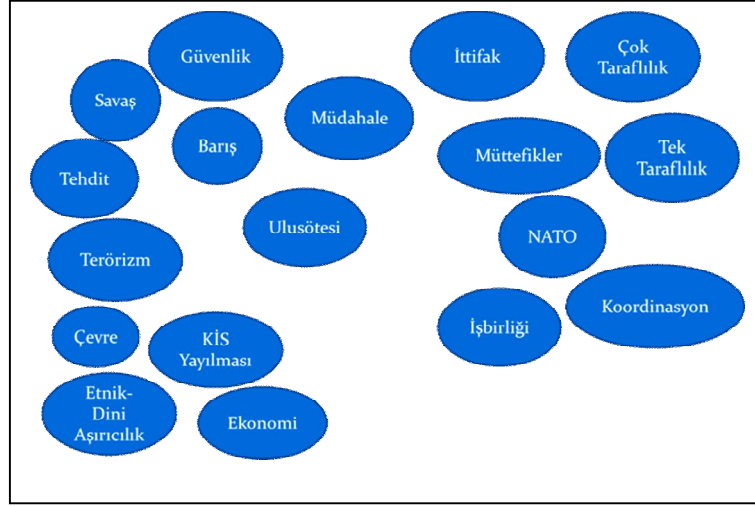 Güvenlik
İttifak
Çok
Taraflılık
Savaş
Müdahale
Barış
Müttefikler
Tek
Taraflılık
Tehdit
Ulusötesi
NATO
Terörizm
Koordinasyon
İşbirliği
Çevre
KİS
Yayılması
Etnik-
Dini
Aşırıcılık
Ekonomi